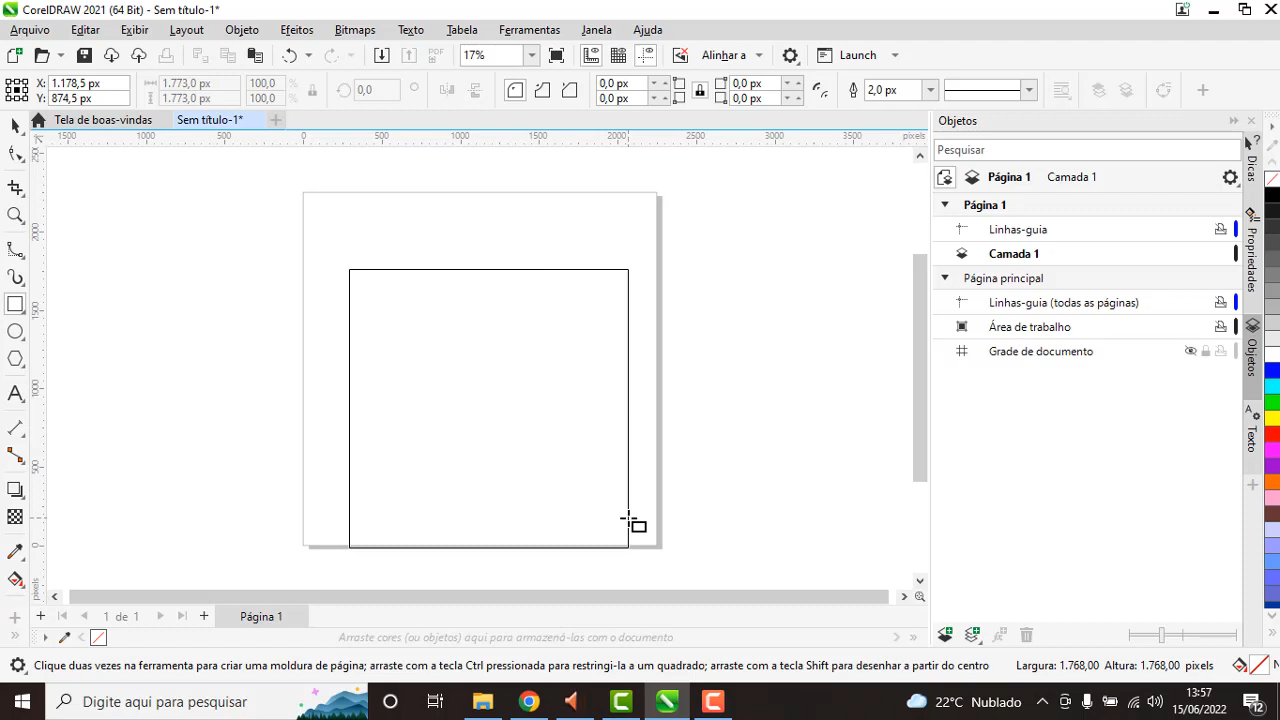 CorelDRAW 2021 (64 Bit) - Sem título-1*
Arquivo Editar Exibir Layout Objeto Efeitos Bitmaps Texto Tabela Ferramentas Janela Ajuda
PDF 17% Alinhar a Launch
X: 1.178,5 px 1.773,0 px 100,0 % 0,0 ° 0,0 px 0,0 px 2,0 px
Y: 874,5 px 1.773,0 px 100,0 % 0,0 px 0,0 px
Tela de boas-vindas Sem título-1*
1500 1000 500 0 500 1000 1500 2000 2500 3000 3500 pixels
2000
1500
1000
500
0
pixels
Objetos
Pesquisar
Página 1 Camada 1
Página 1
Linhas-guia
Camada 1
Página principal
Linhas-guia (todas as páginas)
Área de trabalho
Grade de documento
Dicas
Propriedades
Objetos
Texto
1 de 1 Página 1
Arraste cores (ou objetos) aqui para armazená-las com o documento
Clique duas vezes na ferramenta para criar uma moldura de página; arraste com a tecla Ctrl pressionada para restringi-la a um quadrado; arraste com a tecla Shift para desenhar a partir do centro Largura: 1.768,00 Altura: 1.768,00 pixels N
Digite aqui para pesquisar
22°C Nublado
13:57
15/06/2022
12